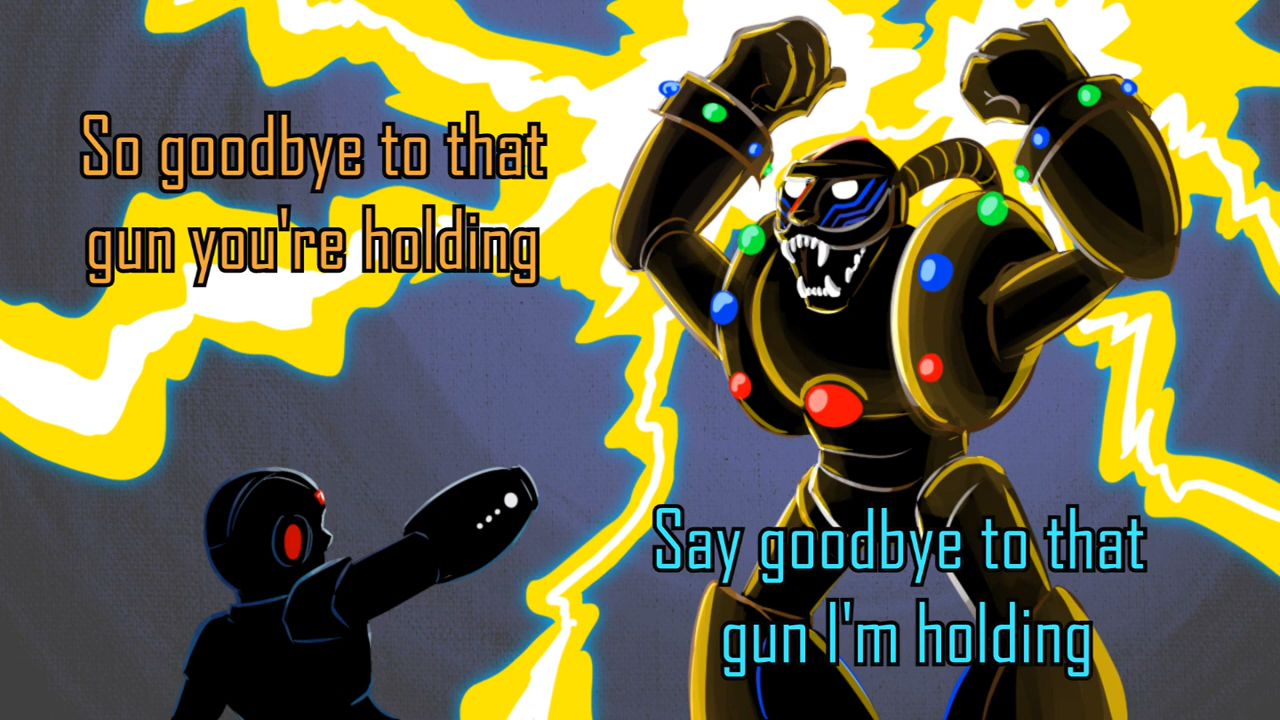 So goodbye to that
gun you're holding
Say goodbye to that
gun I'm holding